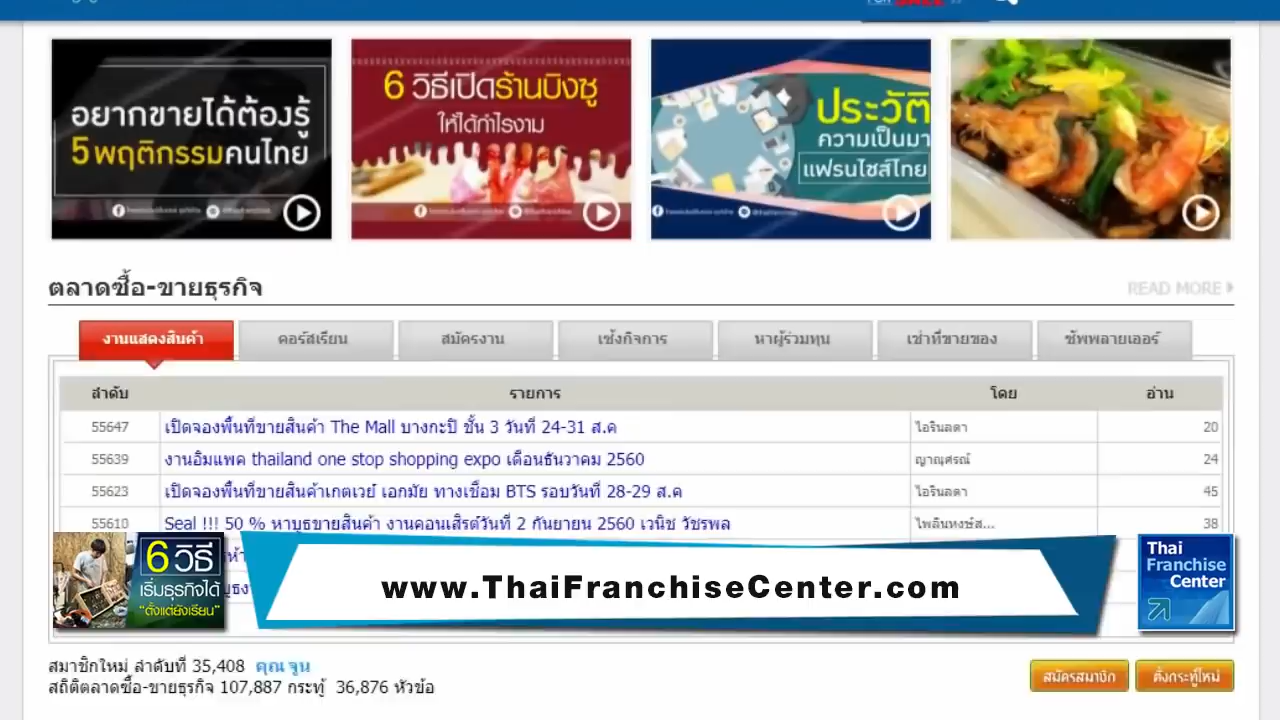 SALE
อยากขายได้ต้องรู้
5 พฤติกรรมคนไทย
6 วิธีเปิดร้านบิงซู
ให้ได้กำไรงาม
ประวัติ
ความเป็นมา
แฟรนไชส์ไทย
ตลาดซื้อ-ขายธุรกิจ
READ MORE
งานแสดงสินค้า คอร์สเรียน สมัครงาน เซ้งกิจการ หาผู้ร่วมทุน เช่าที่ขายของ ซัพพลายเออร์
ลำดับ รายการ โดย อ่าน
55647 เปิดจองพื้นที่ขายสินค้า The Mall บางกะปิ ชั้น 3 วันที่ 24-31 ส.ค ไอรินลดา 20
55639 งานอิมแพค thailand one stop shopping expo เดือนธันวาคม 2560 ญาณุศรณ์ 24
55623 เปิดจองพื้นที่ขายสินค้าเกตเวย์ เอกมัย ทางเชื่อม BTS รอบวันที่ 28-29 ส.ค ไอรินลดา 45
55610 Seal !!! 50 % หาบูธขายสินค้า งานคอนเสิร์ตวันที่ 2 กันยายน 2560 เวนิช วัชรพล ไพลินหงษ์ส... 38
6 วิธี
เริ่มธุรกิจได้
"ตั้งแต่ยังเรียน"
www.ThaiFranchiseCenter.com
Thai
Franchise
Center
สมาชิกใหม่ ลำดับที่ 35,408 คุณ จูน
สถิติตลาดซื้อ-ขายธุรกิจ 107,887 กระทู้ 36,876 หัวข้อ
สมัครสมาชิก ตั้งกระทู้ใหม่